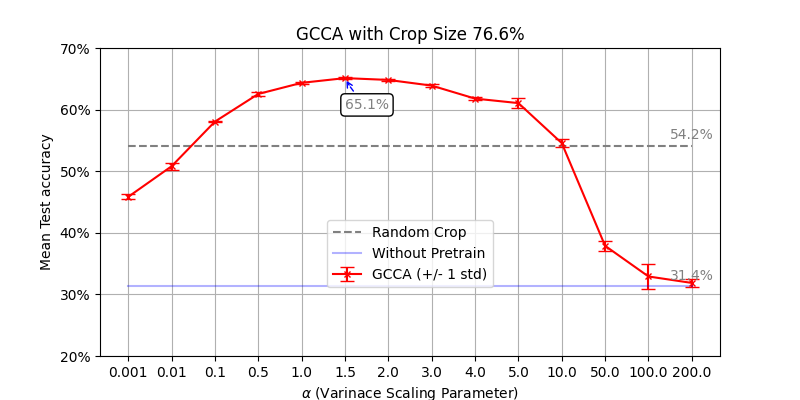 GCCA with Crop Size 76.6%
70%
60%
50%
40%
30%
20%
Mean Test accuracy
65.1%
54.2%
31.4%
Random Crop
Without Pretrain
GCCA (+/- 1 std)
0.001 0.01 0.1 0.5 1.0 1.5 2.0 3.0 4.0 5.0 10.0 50.0 100.0 200.0
α (Varinace Scaling Parameter)